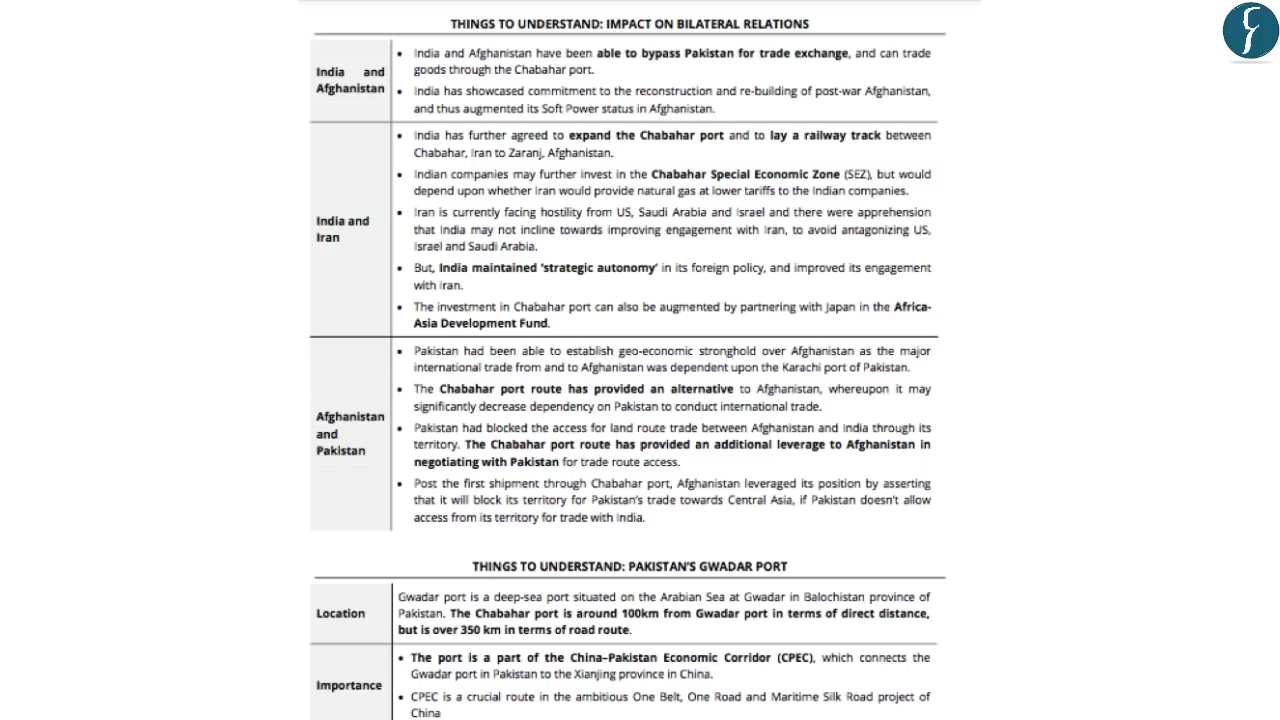 THINGS TO UNDERSTAND: IMPACT ON BILATERAL RELATIONS
India and
Afghanistan
• India and Afghanistan have been able to bypass Pakistan for trade exchange, and can trade
goods through the Chabahar port.
• India has showcased commitment to the reconstruction and re-building of post-war Afghanistan,
and thus augmented its Soft Power status in Afghanistan.
India and
Iran
• India has further agreed to expand the Chabahar port and to lay a railway track between
Chabahar, Iran to Zaranj, Afghanistan.
• Indian companies may further invest in the Chabahar Special Economic Zone (SEZ), but would
depend upon whether Iran would provide natural gas at lower tariffs to the Indian companies.
• Iran is currently facing hostility from US, Saudi Arabia and Israel and there were apprehension
that India may not incline towards improving engagement with Iran, to avoid antagonizing US,
Israel and Saudi Arabia.
• But, India maintained 'strategic autonomy' in its foreign policy, and improved its engagement
with Iran.
• The investment in Chabahar port can also be augmented by partnering with Japan in the Africa-
Asia Development Fund.
Afghanistan
and
Pakistan
• Pakistan had been able to establish geo-economic stronghold over Afghanistan as the major
international trade from and to Afghanistan was dependent upon the Karachi port of Pakistan.
• The Chabahar port route has provided an alternative to Afghanistan, whereupon it may
significantly decrease dependency on Pakistan to conduct international trade.
• Pakistan had blocked the access for land route trade between Afghanistan and India through its
territory. The Chabahar port route has provided an additional leverage to Afghanistan in
negotiating with Pakistan for trade route access.
• Post the first shipment through Chabahar port, Afghanistan leveraged its position by asserting
that it will block its territory for Pakistan's trade towards Central Asia, if Pakistan doesn't allow
access from its territory for trade with India.
THINGS TO UNDERSTAND: PAKISTAN'S GWADAR PORT
Location
Gwadar port is a deep-sea port situated on the Arabian Sea at Gwadar in Balochistan province of
Pakistan. The Chabahar port is around 100km from Gwadar port in terms of direct distance,
but is over 350 km in terms of road route.
Importance
• The port is a part of the China–Pakistan Economic Corridor (CPEC), which connects the
Gwadar port in Pakistan to the Xianjing province in China.
• CPEC is a crucial route in the ambitious One Belt, One Road and Maritime Silk Road project of
China